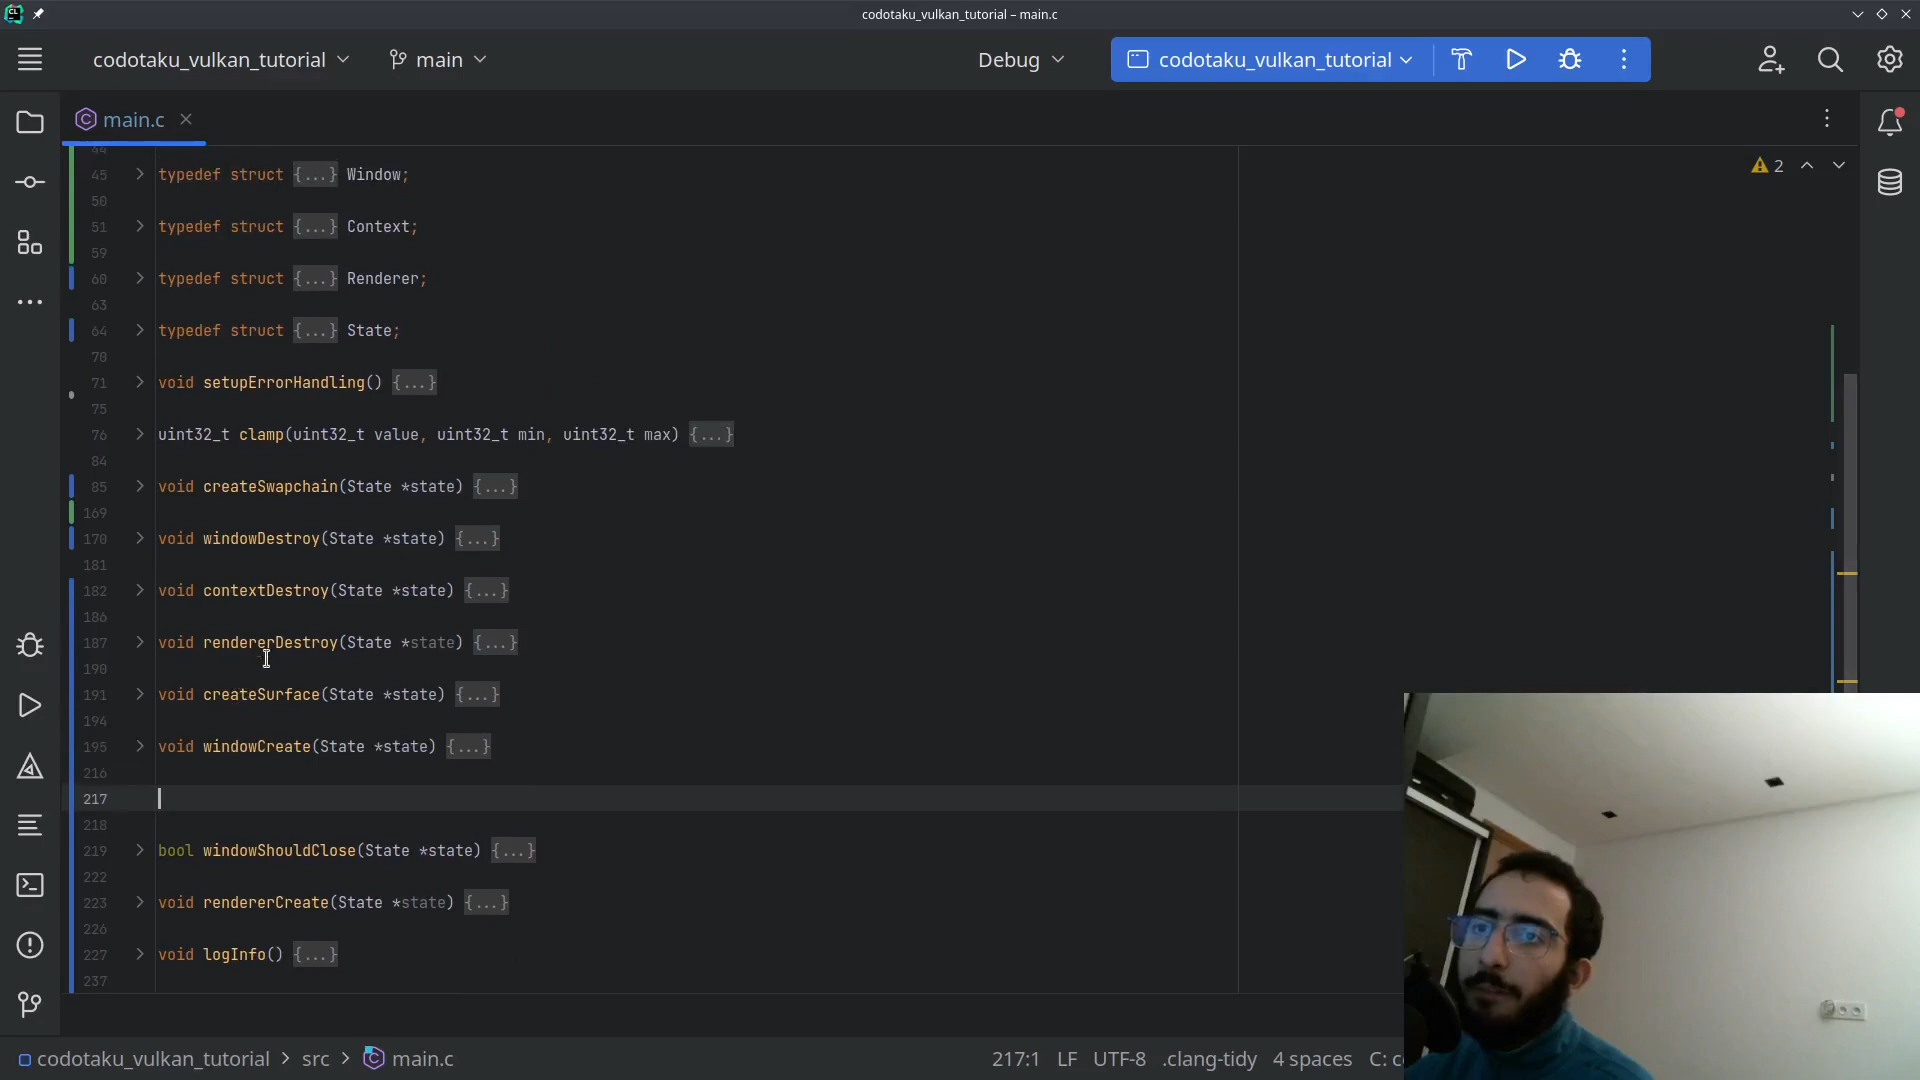 CL
codotaku_vulkan_tutorial – main.c
codotaku_vulkan_tutorial main Debug codotaku_vulkan_tutorial
C main.c
44
45 typedef struct {...} Window; 2
50
51 typedef struct {...} Context;
59
60 typedef struct {...} Renderer;
63
64 typedef struct {...} State;
70
71 void setupErrorHandling() {...}
75
76 uint32_t clamp(uint32_t value, uint32_t min, uint32_t max) {...}
84
85 void createSwapchain(State *state) {...}
169
170 void windowDestroy(State *state) {...}
181
182 void contextDestroy(State *state) {...}
186
187 void rendererDestroy(State *state) {...}
190
191 void createSurface(State *state) {...}
194
195 void windowCreate(State *state) {...}
216
217
218
219 bool windowShouldClose(State *state) {...}
222
223 void rendererCreate(State *state) {...}
226
227 void logInfo() {...}
237
codotaku_vulkan_tutorial > src > C main.c 217:1 LF UTF-8 .clang-tidy 4 spaces C: c